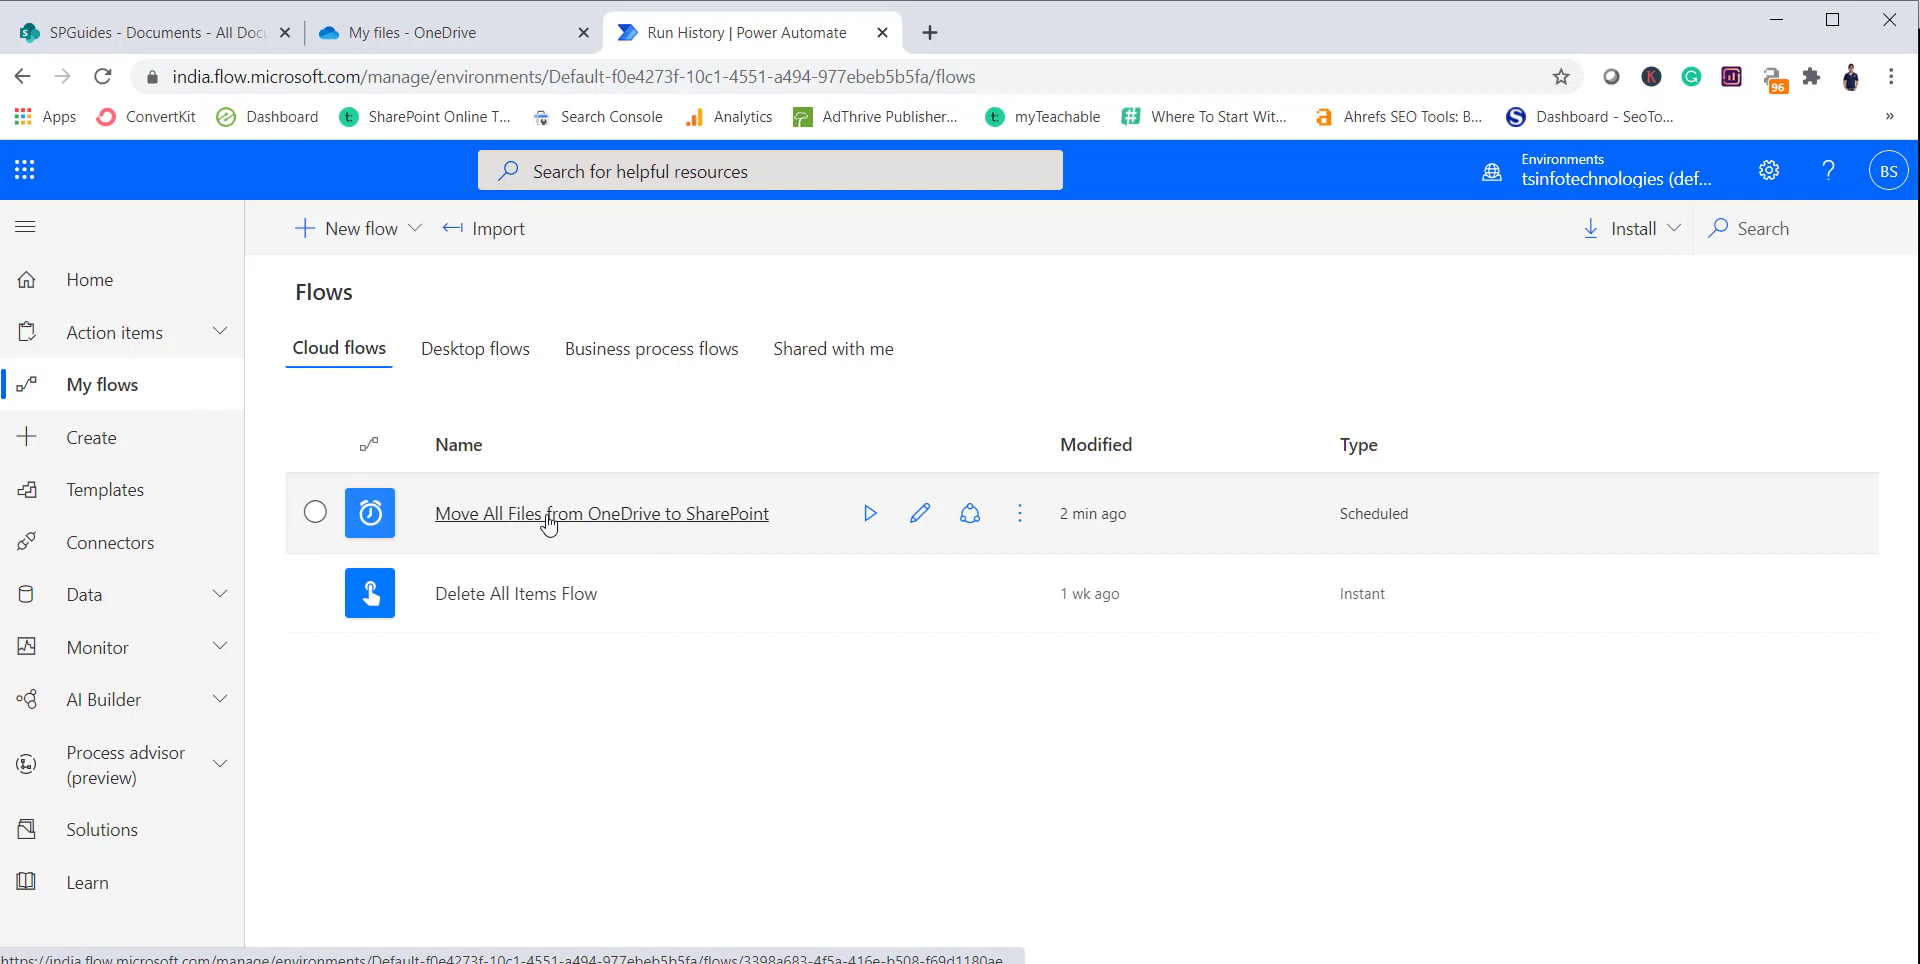 SPGuides - Documents - All Docu
My files - OneDrive
Run History | Power Automate
india.flow.microsoft.com/manage/environments/Default-f0e4273f-10c1-4551-a494-977ebeb5b5fa/flows
K
G
96
Apps
ConvertKit
Dashboard
t: SharePoint Online T...
Search Console
Analytics
AdThrive Publisher...
t: myTeachable
Where To Start Wit...
a Ahrefs SEO Tools: B...
S Dashboard - SeoTo...
»
Search for helpful resources
Environments
tsinfotechnologies (def...
?
BS
New flow
Import
Install
Search
Home
Action items
My flows
Create
Templates
Connectors
Data
Monitor
AI Builder
Process advisor
(preview)
Solutions
Learn
Flows
Cloud flows
Desktop flows
Business process flows
Shared with me
Name
Modified
Type
Move All Files from OneDrive to SharePoint
2 min ago
Scheduled
Delete All Items Flow
1 wk ago
Instant
https://india.flow.microsoft.com/manage/environments/Default-f0e4273f-10c1-4551-a494-977ebeb5b5fa/flows/3398a683-4f5a-416e-b508-f69d1180ae...